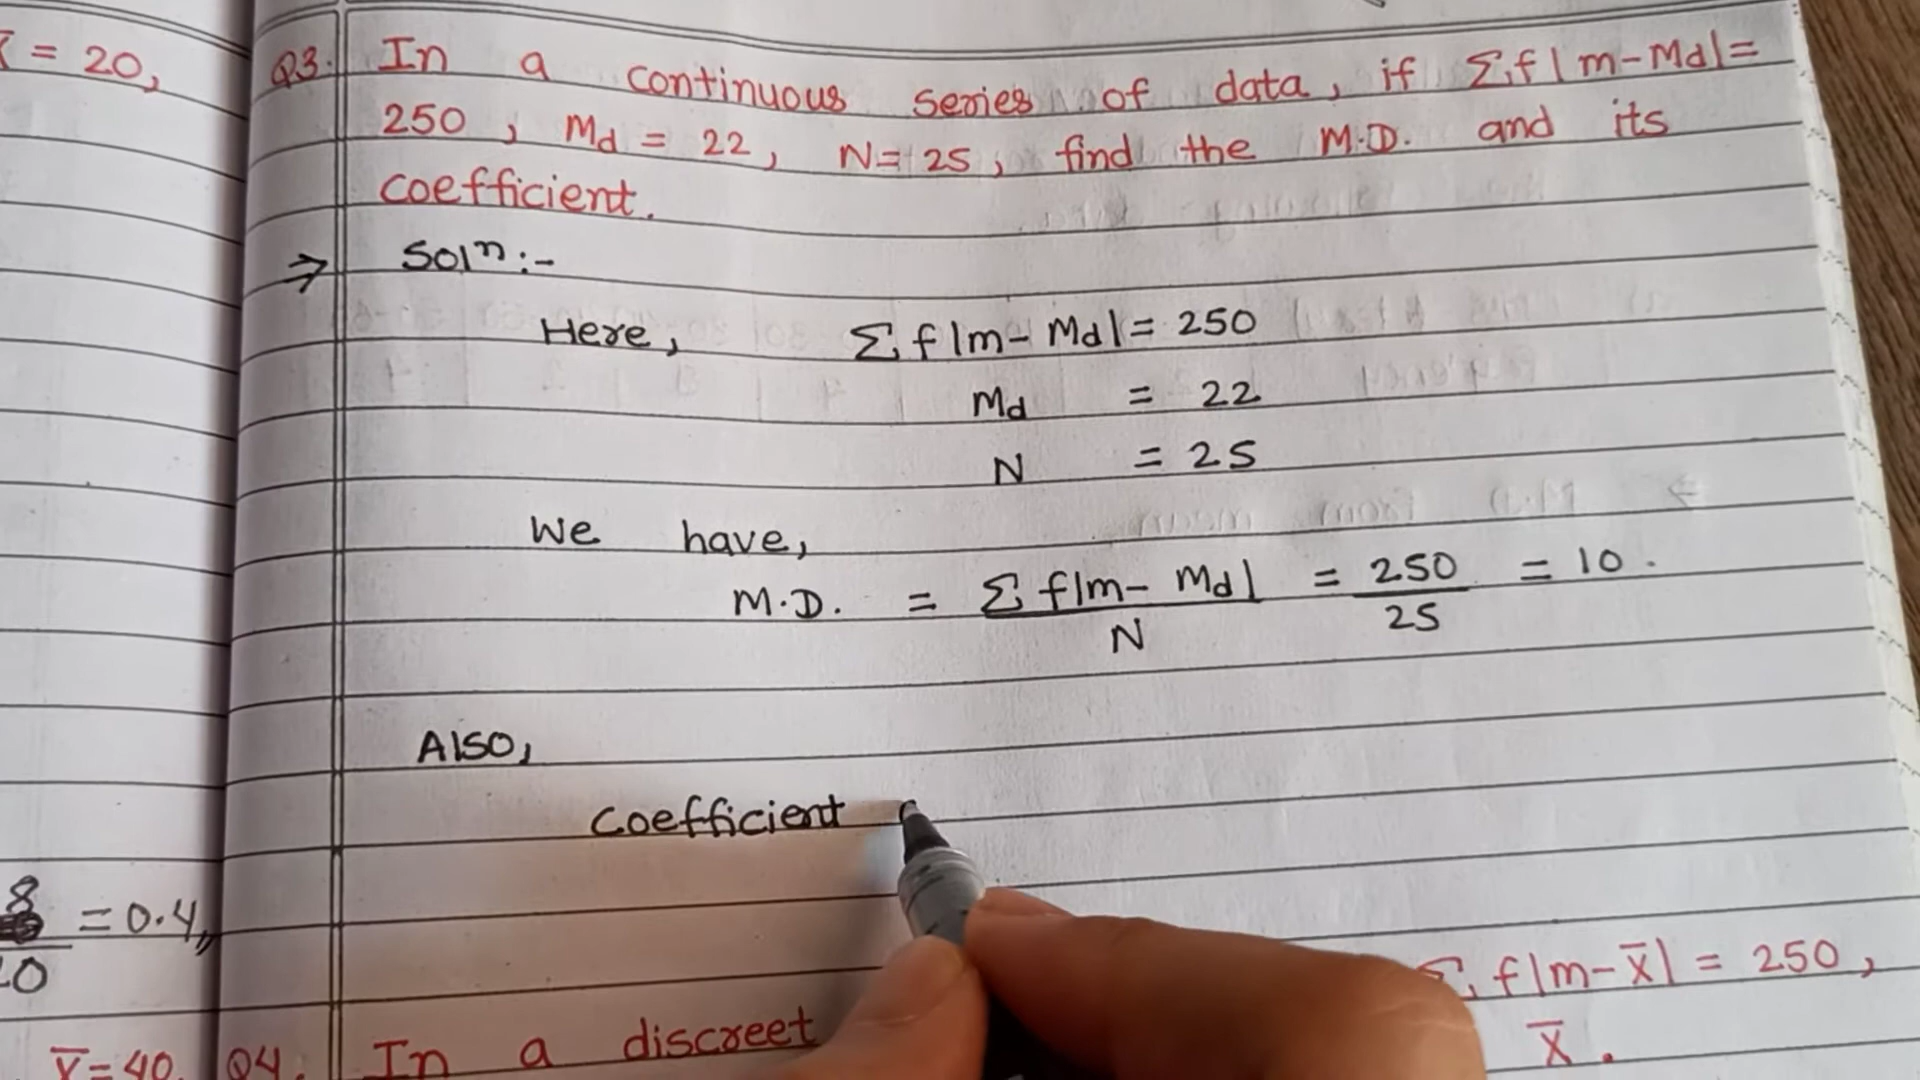 = 20,
Q3. In a continuous series of data, if Σf|m-Md|=
250, Md = 22, N = 25, find the M.D. and its
coefficient.
⇒ Solⁿ:-
Here, Σf|m-Md| = 250
Md = 22
N = 25
We have,
M.D. = Σf|m-Md| / N = 250 / 25 = 10.
Also,
Coefficient
= 0.4,,
Σf|m-X̄| = 250,
X̄ = 40,
Q4. In a discreet
X̄.